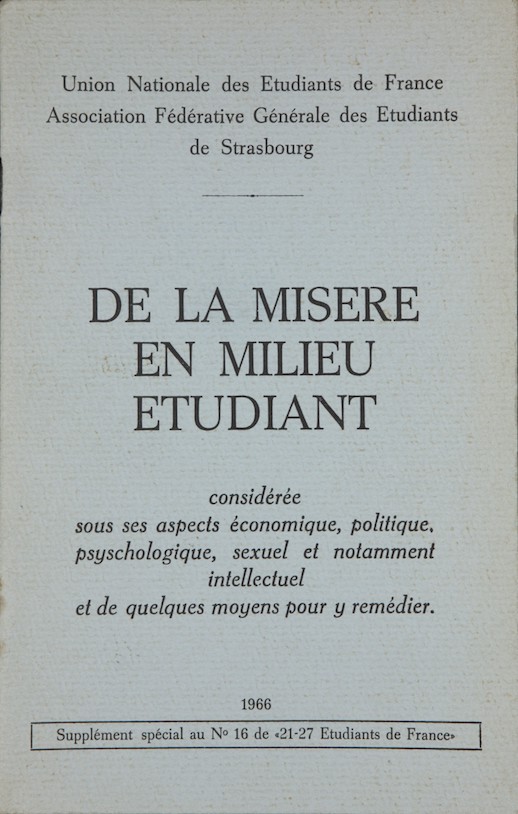 Union Nationale des Etudiants de France
Association Fédérative Générale des Etudiants
de Strasbourg
DE LA MISERE
EN MILIEU
ETUDIANT
considérée
sous ses aspects économique, politique,
psyschologique, sexuel et notamment
intellectuel
et de quelques moyens pour y remédier.
1966
Supplément spécial au Nº 16 de «21-27 Etudiants de France»